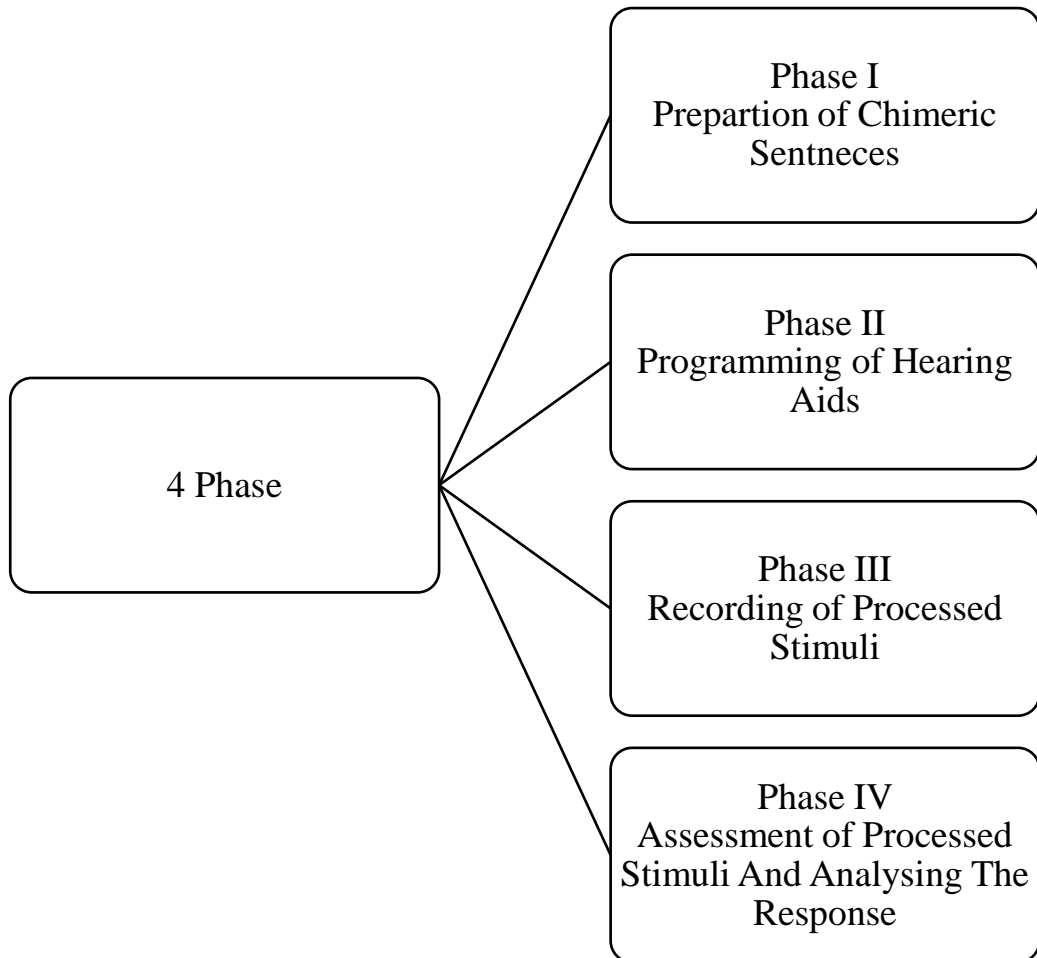 4 Phase
Phase I
Prepartion of Chimeric
Sentneces
Phase II
Programming of Hearing
Aids
Phase III
Recording of Processed
Stimuli
Phase IV
Assessment of Processed
Stimuli And Analysing The
Response